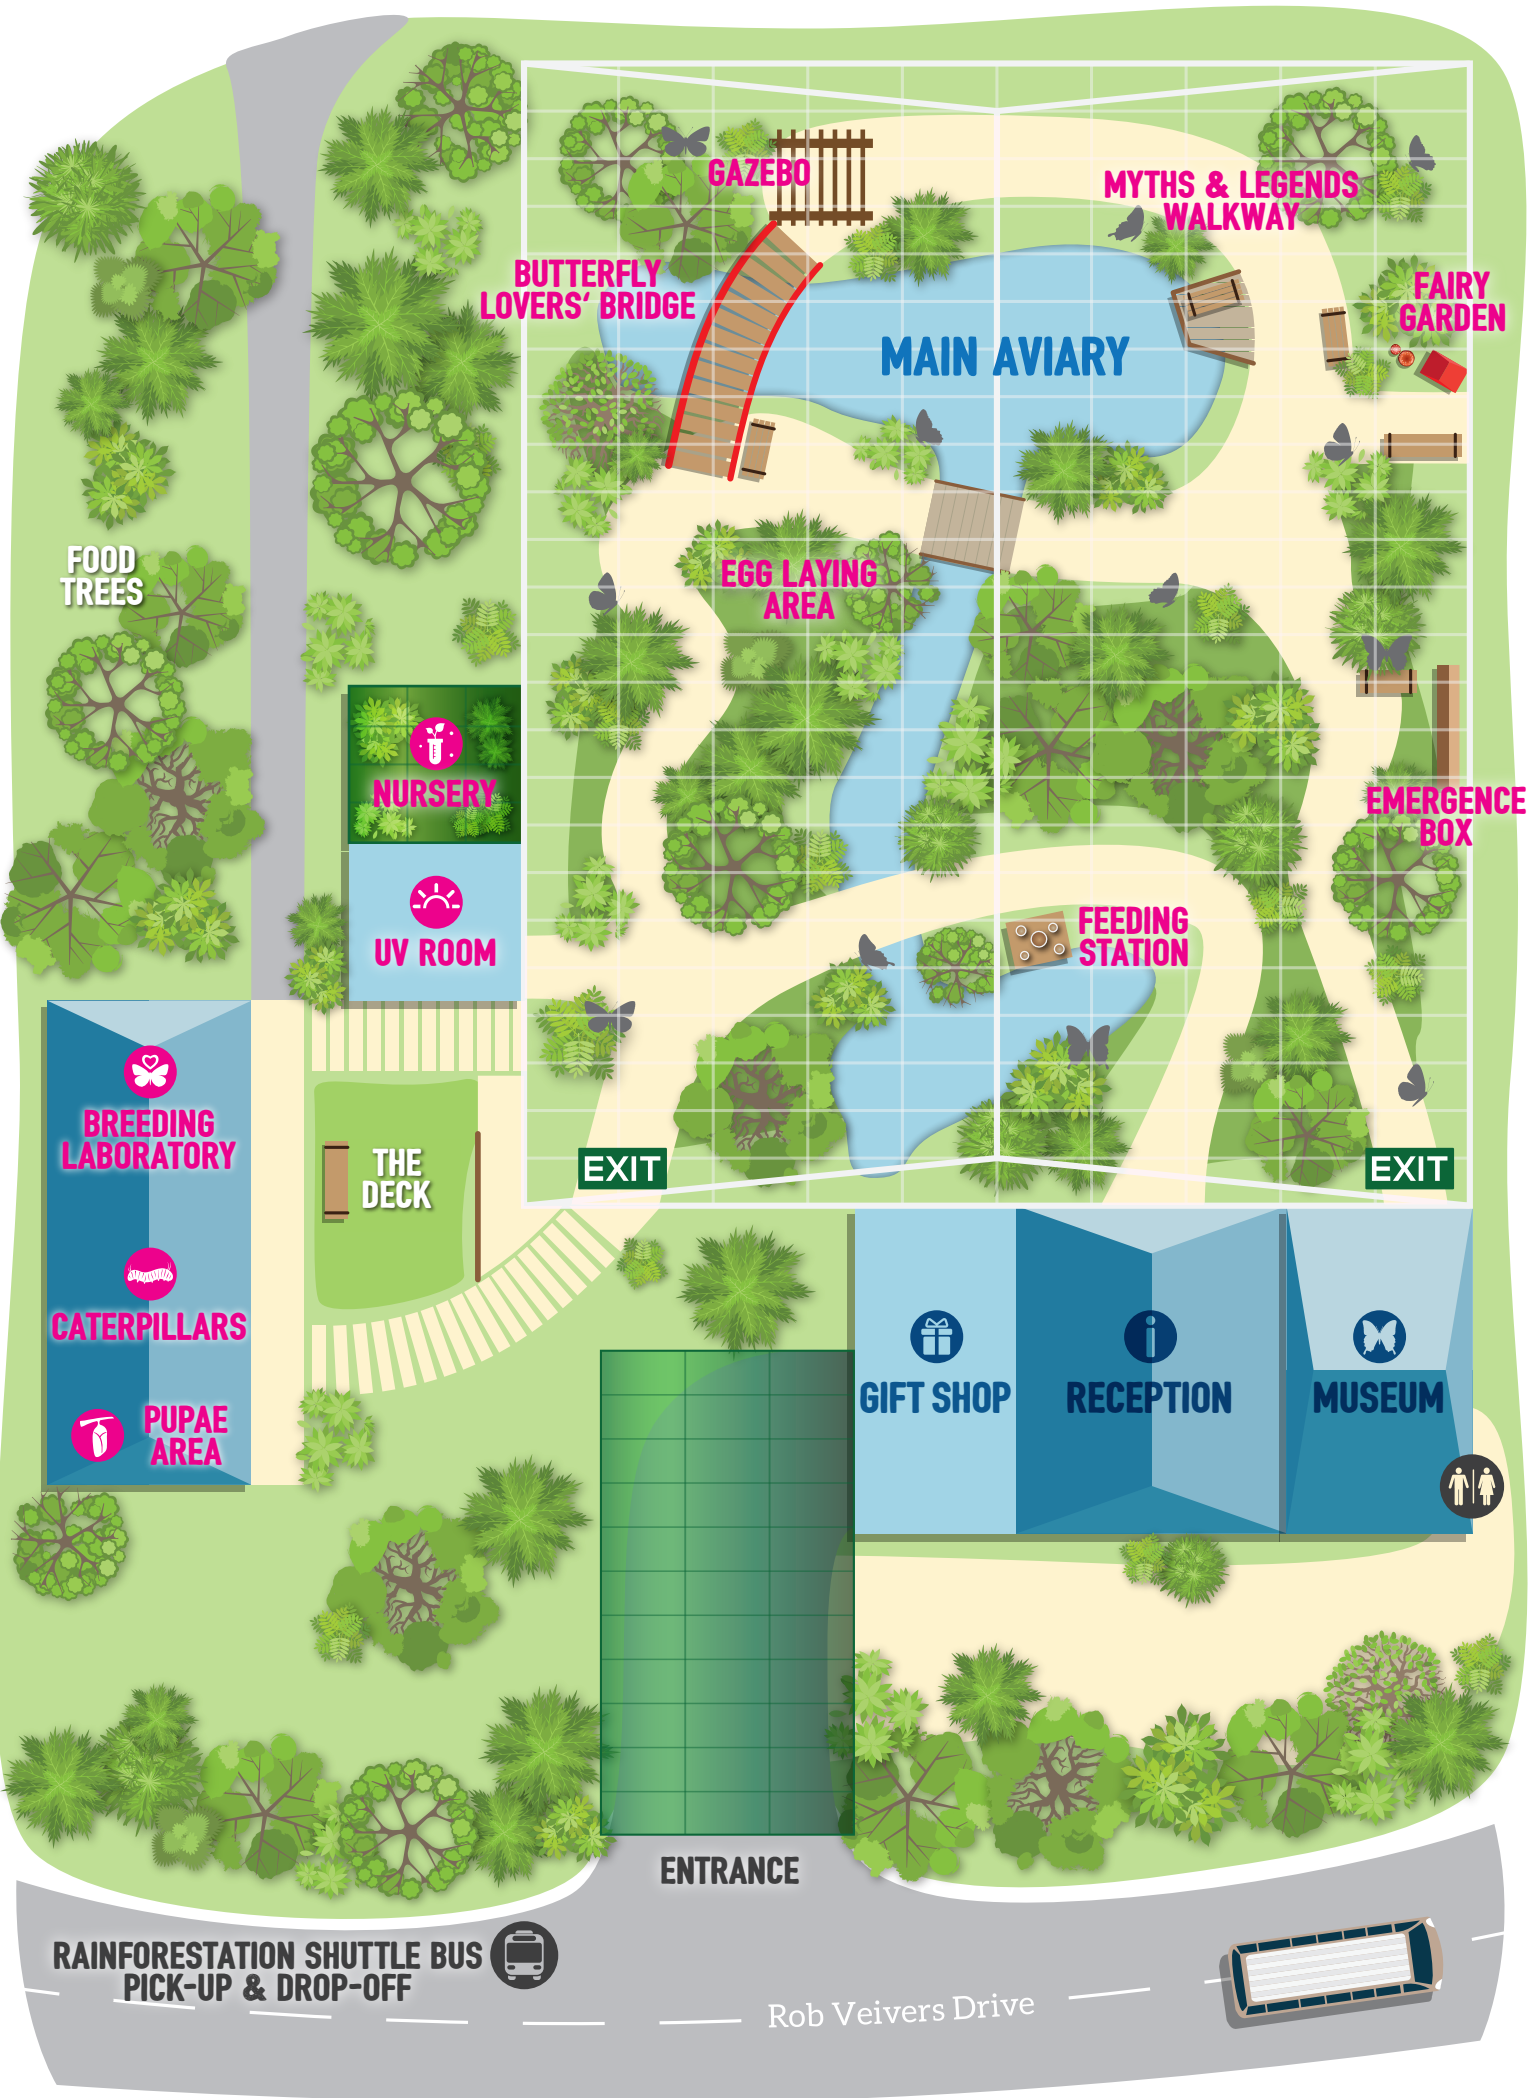 GAZEBO
MYTHS & LEGENDS
WALKWAY
BUTTERFLY
LOVERS' BRIDGE
FAIRY
GARDEN
MAIN AVIARY
FOOD
TREES
EGG LAYING
AREA
NURSERY
EMERGENCE
BOX
UV ROOM
FEEDING
STATION
BREEDING
LABORATORY
THE
DECK
EXIT
EXIT
CATERPILLARS
GIFT SHOP
RECEPTION
MUSEUM
PUPAE
AREA
ENTRANCE
RAINFORESTATION SHUTTLE BUS
PICK-UP & DROP-OFF
Rob Veivers Drive